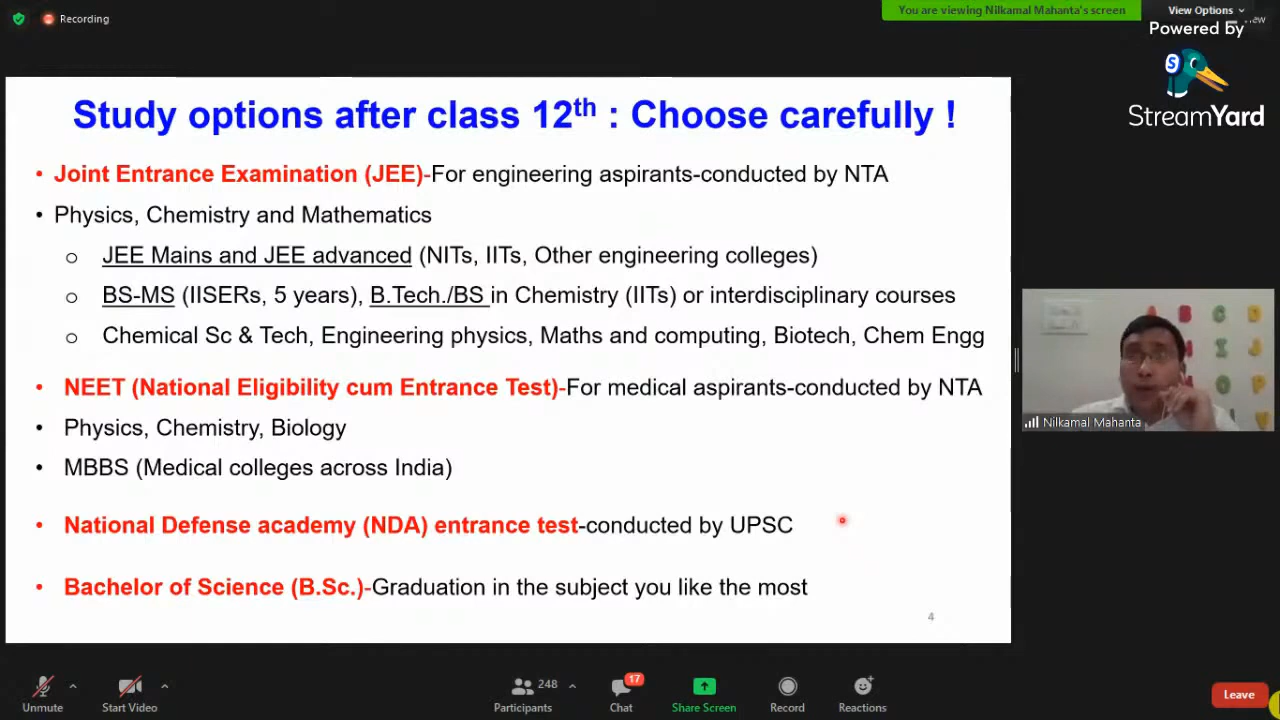 Recording
You are viewing Nilkamal Mahanta's screen
View Options
View
Powered by
StreamYard
Study options after class 12th : Choose carefully !
• Joint Entrance Examination (JEE)-For engineering aspirants-conducted by NTA
• Physics, Chemistry and Mathematics
o JEE Mains and JEE advanced (NITs, IITs, Other engineering colleges)
o BS-MS (IISERs, 5 years), B.Tech./BS in Chemistry (IITs) or interdisciplinary courses
o Chemical Sc & Tech, Engineering physics, Maths and computing, Biotech, Chem Engg
• NEET (National Eligibility cum Entrance Test)-For medical aspirants-conducted by NTA
• Physics, Chemistry, Biology
• MBBS (Medical colleges across India)
• National Defense academy (NDA) entrance test-conducted by UPSC
• Bachelor of Science (B.Sc.)-Graduation in the subject you like the most
4
A B C D
I J
O P
Nilkamal Mahanta
Unmute
Start Video
248
Participants
17
Chat
Share Screen
Record
Reactions
Leave